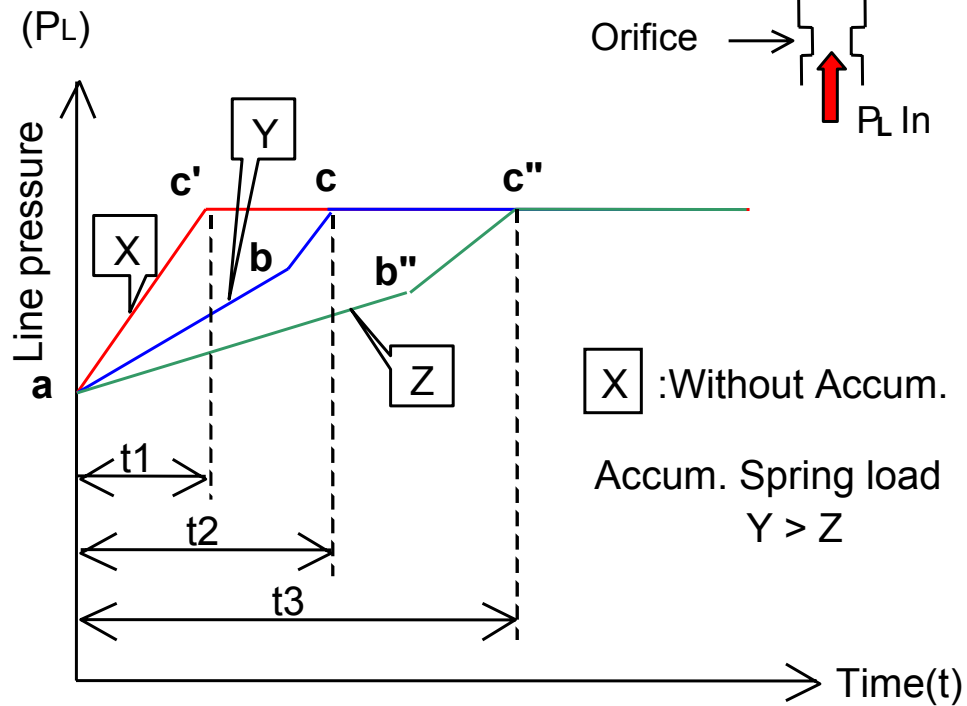 (PL)
Orifice
PL In
Line pressure
Y
c'
c
c"
X
b
b"
a
Z
X :Without Accum.
t1
Accum. Spring load
Y > Z
t2
t3
Time(t)